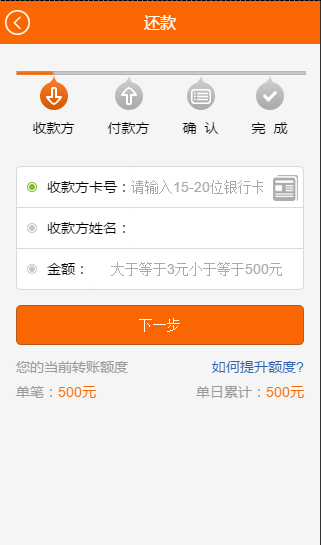 还款
收款方 付款方 确 认 完 成
收款方卡号：请输入15-20位银行卡
收款方姓名：
金额： 大于等于3元小于等于500元
下一步
您的当前转账额度 如何提升额度?
单笔：500元 单日累计：500元